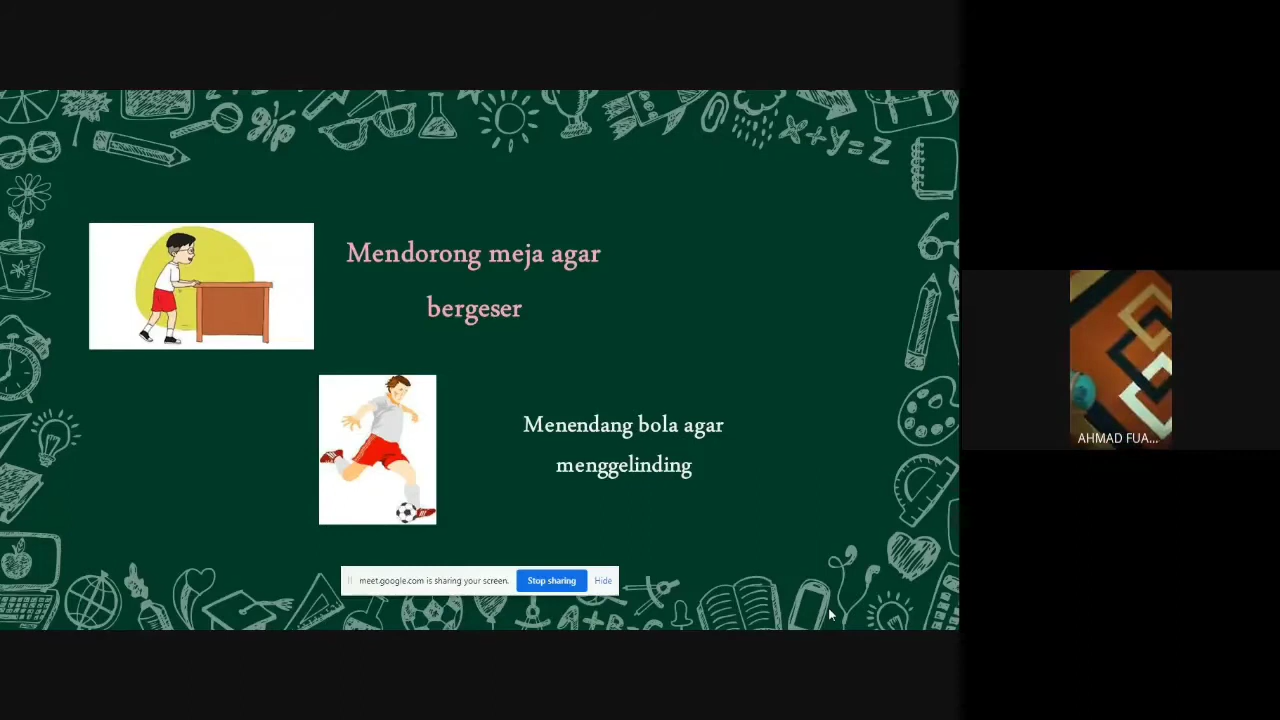 x+y=z
Mendorong meja agar
bergeser
Menendang bola agar
menggelinding
AHMAD FUA...
meet.google.com is sharing your screen.
Stop sharing
Hide
A+B=C